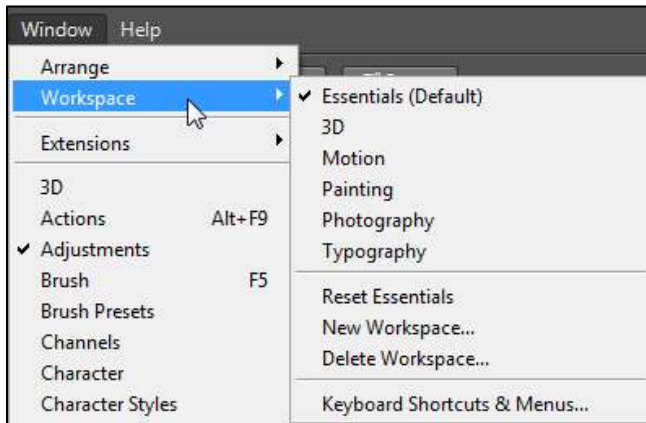 Window Help
Arrange
Workspace
Extensions
3D
Actions Alt+F9
✔ Adjustments
Brush F5
Brush Presets
Channels
Character
Character Styles
✔ Essentials (Default)
3D
Motion
Painting
Photography
Typography
Reset Essentials
New Workspace...
Delete Workspace...
Keyboard Shortcuts & Menus...